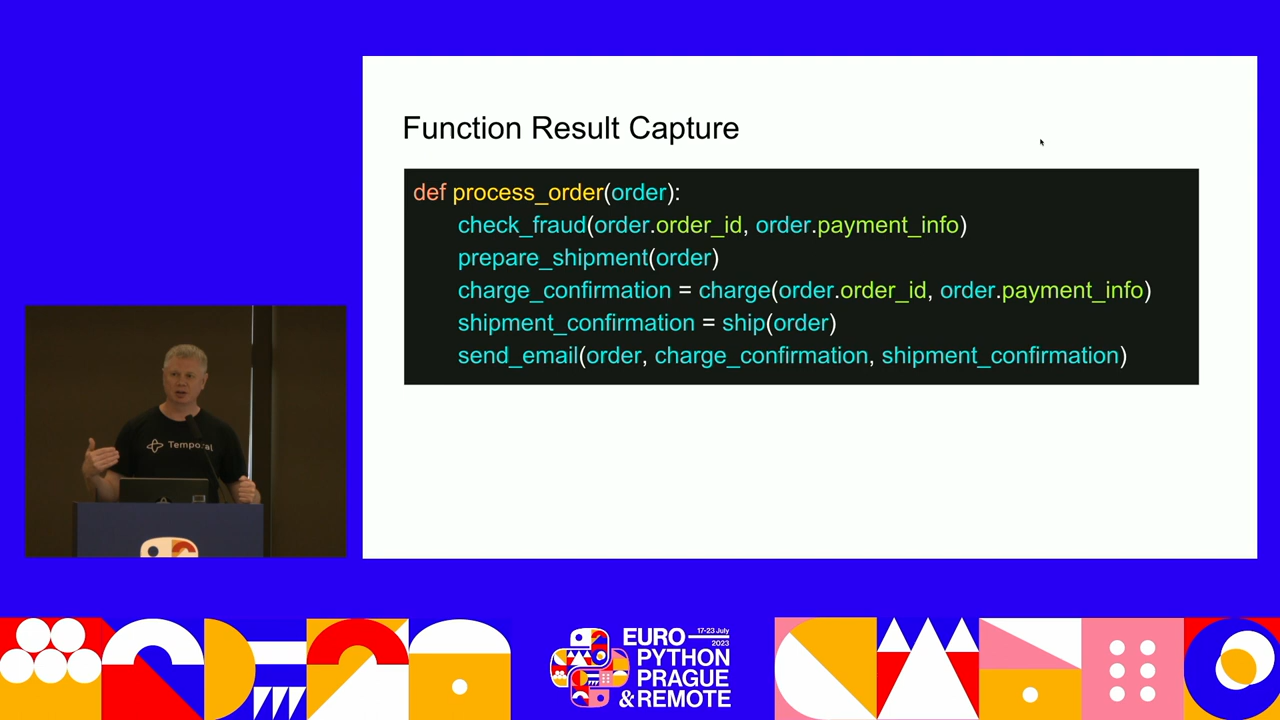 Function Result Capture
def process_order(order):
check_fraud(order.order_id, order.payment_info)
prepare_shipment(order)
charge_confirmation = charge(order.order_id, order.payment_info)
shipment_confirmation = ship(order)
send_email(order, charge_confirmation, shipment_confirmation)
Temporal
17-23 July
2023
EURO
PYTHON
PRAGUE
&REMOTE